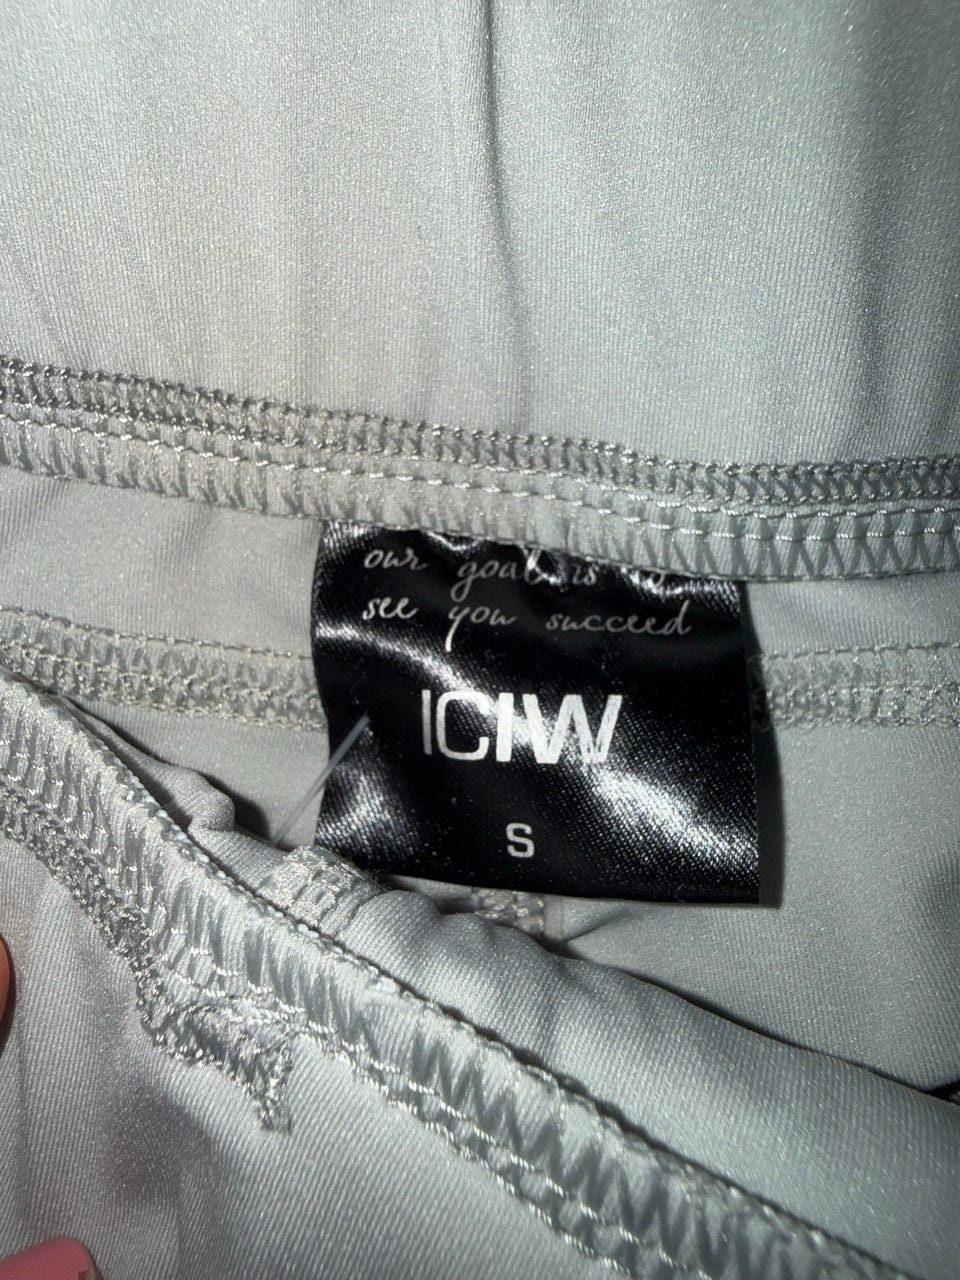 our goal is to
see you succeed
ICIW
S